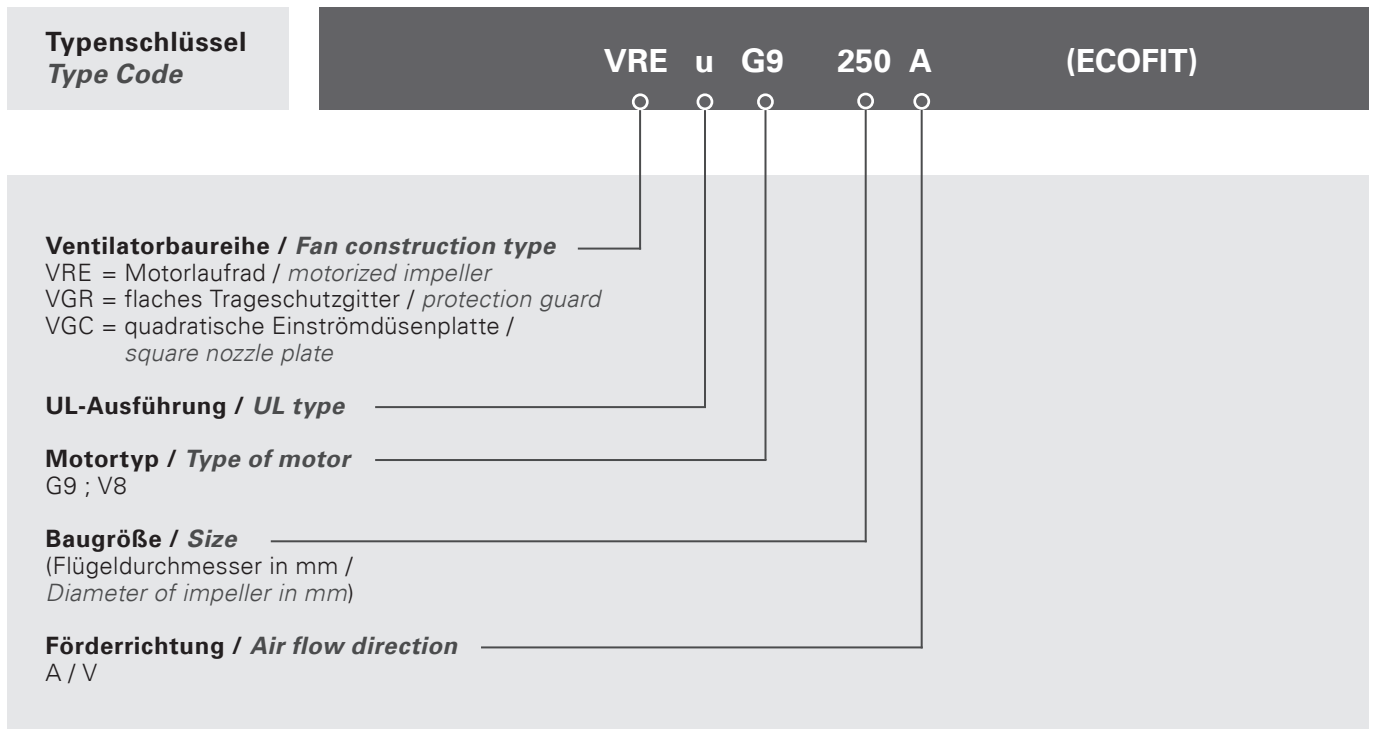 Typenschlüssel
Type Code
VRE u G9 250 A (ECOFIT)
Ventilatorbaureihe / Fan construction type
VRE = Motorlaufrad / motorized impeller
VGR = flaches Trageschutzgitter / protection guard
VGC = quadratische Einströmdüsenplatte /
square nozzle plate
UL-Ausführung / UL type
Motortyp / Type of motor
G9 ; V8
Baugröße / Size
(Flügeldurchmesser in mm /
Diameter of impeller in mm)
Förderrichtung / Air flow direction
A / V